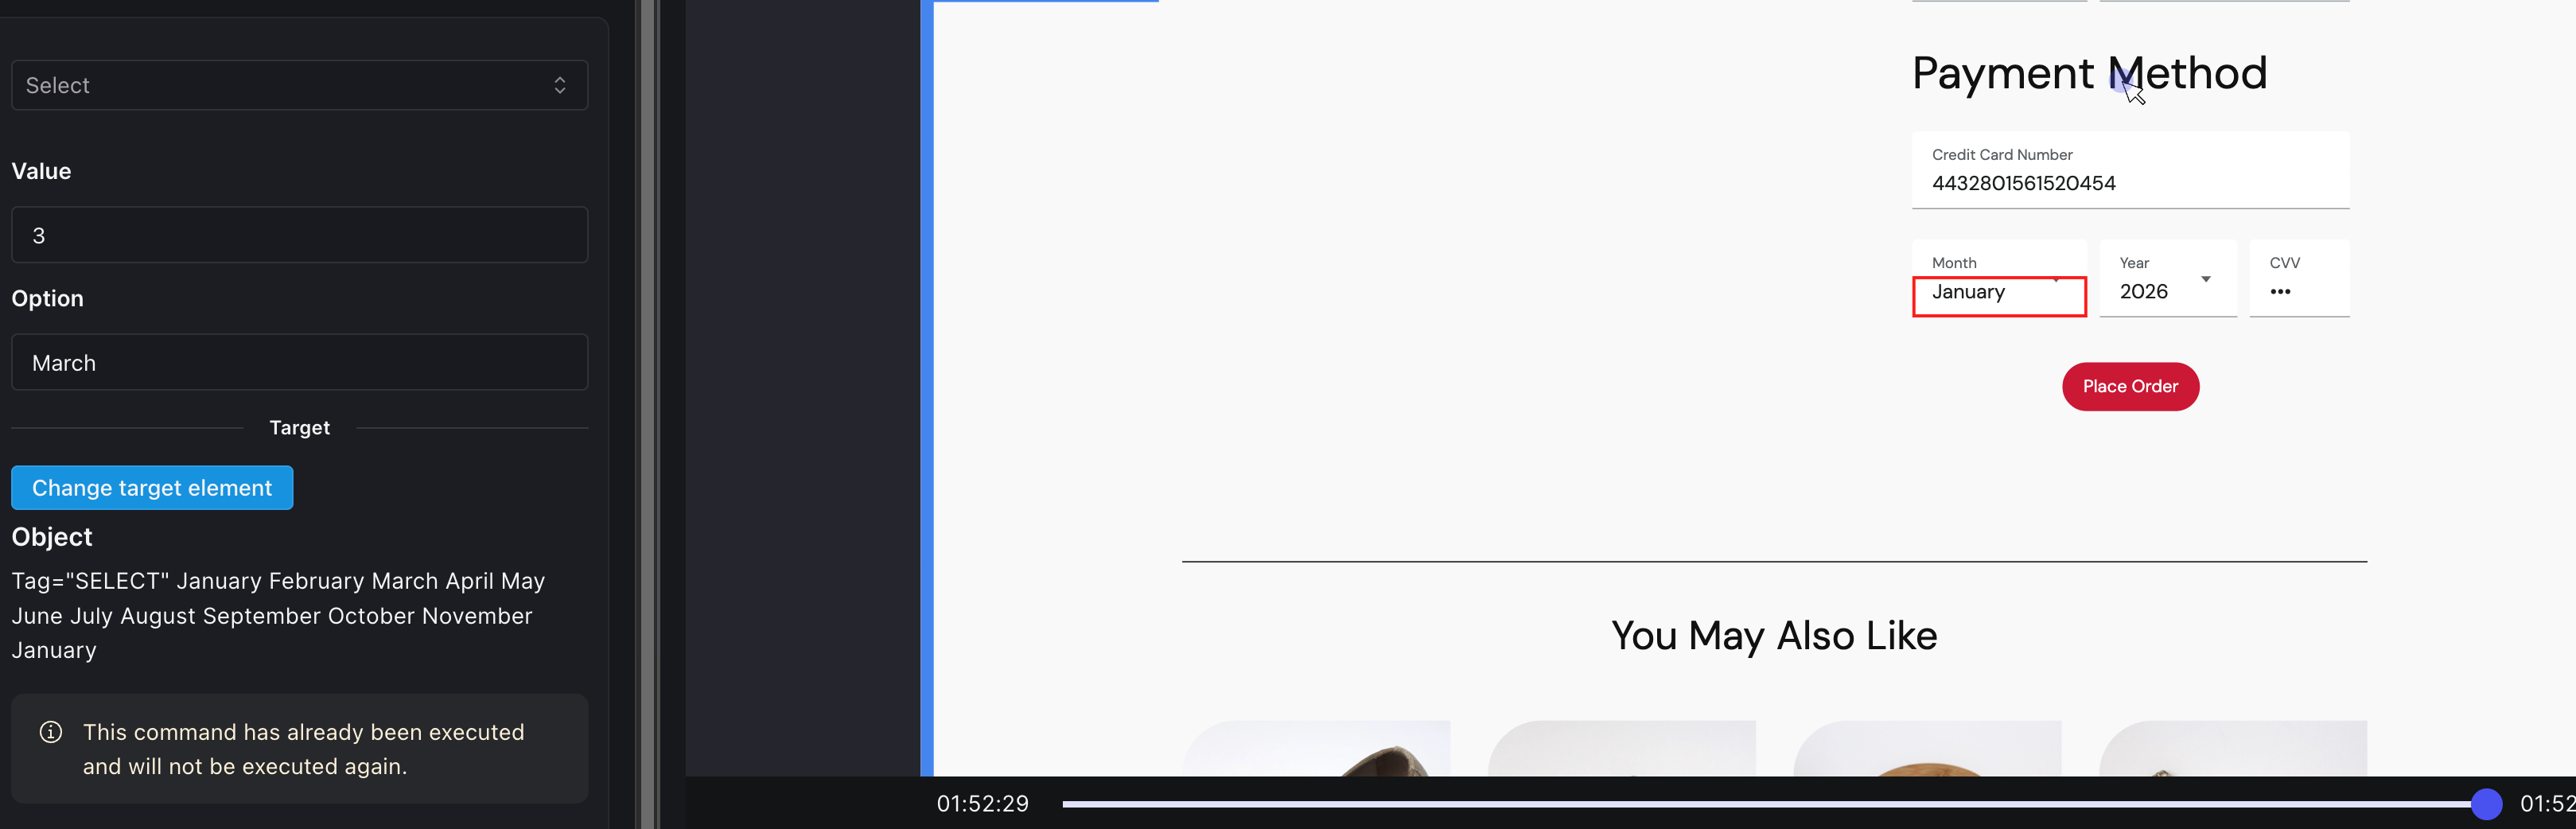 Select
Value
3
Option
March
Target
Change target element
Object
Tag="SELECT" January February March April May
June July August September October November
January
This command has already been executed
and will not be executed again.
Payment Method
Credit Card Number
4432801561520454
Month
January
Year
2026
CVV
•••
Place Order
You May Also Like
01:52:29
01:52